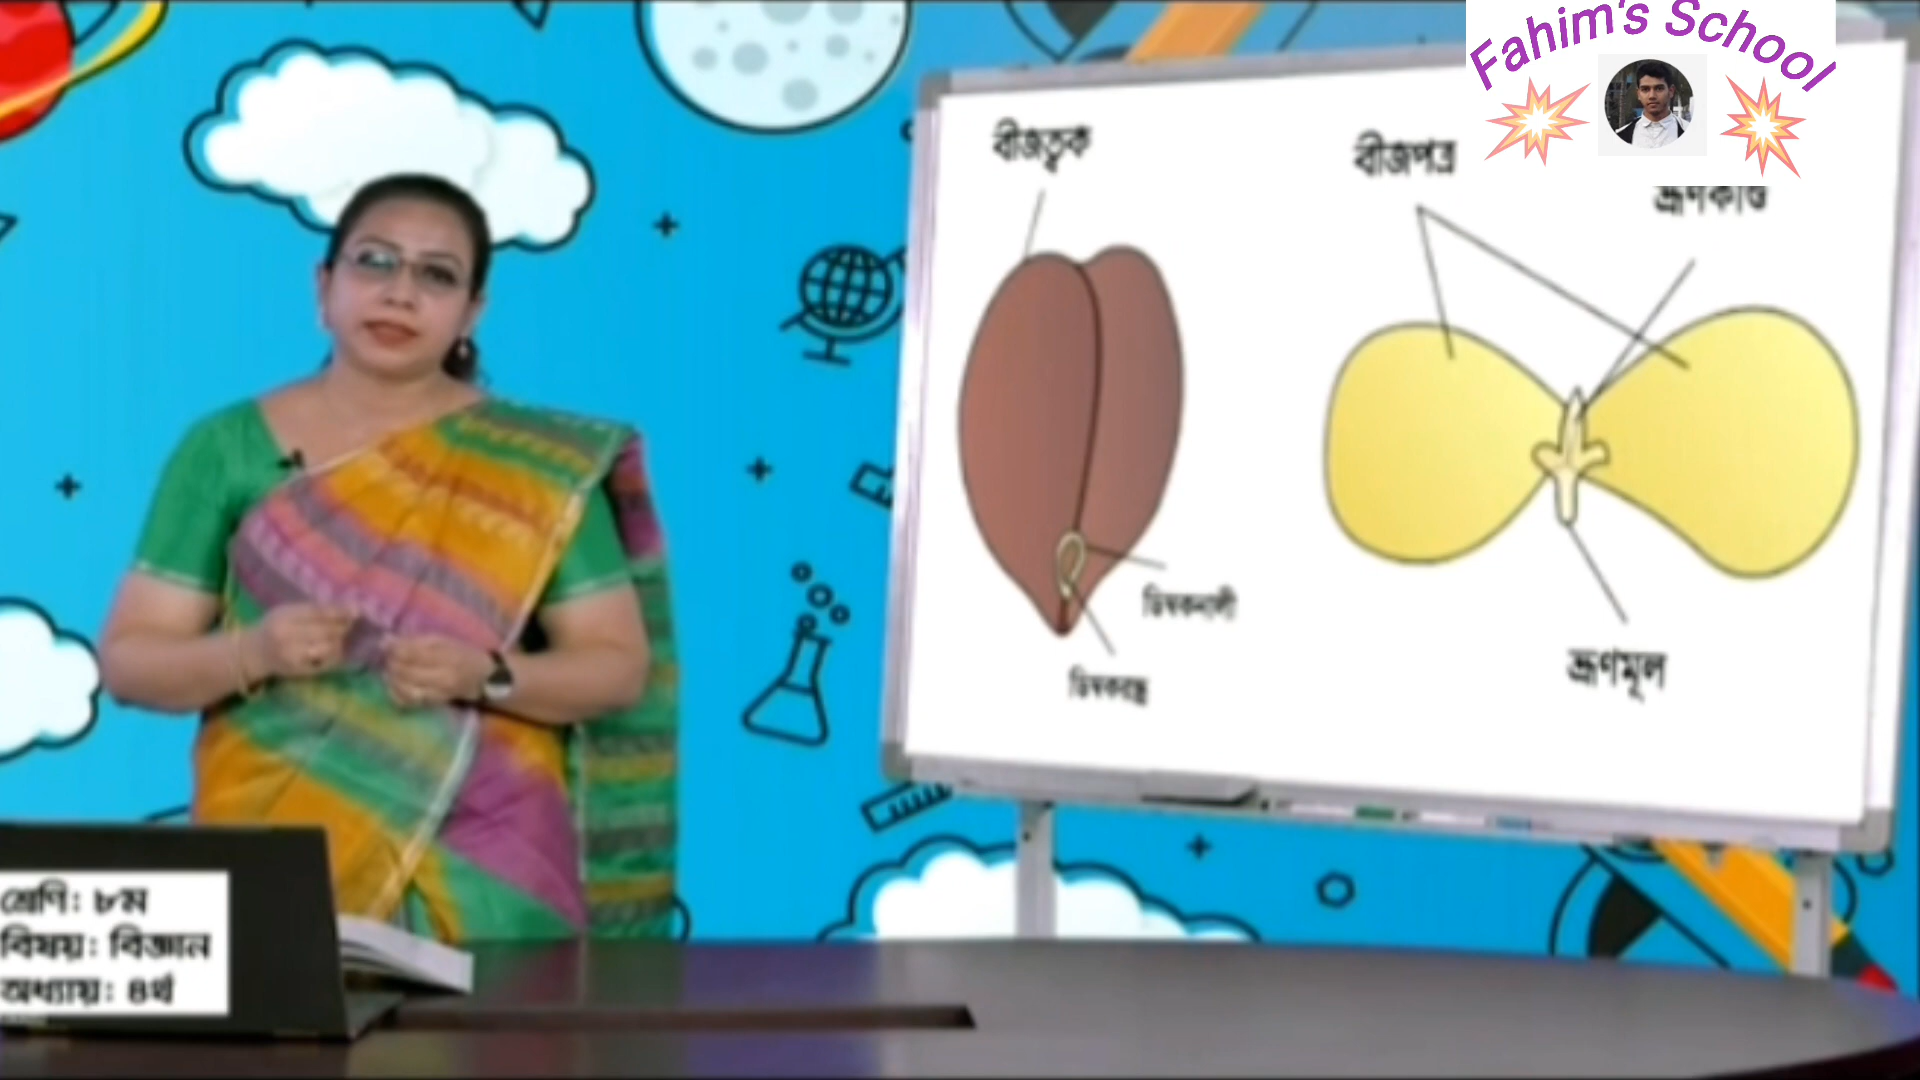 Fahim's School
বীজত্বক
বীজপত্র
ভ্রূণকাণ্ড
ডিম্বকনালী
ডিম্বকরন্ধ্র
ভ্রূণমূল
শ্রেণি: ৮ম
বিষয়: বিজ্ঞান
অধ্যায়: ৪র্থ